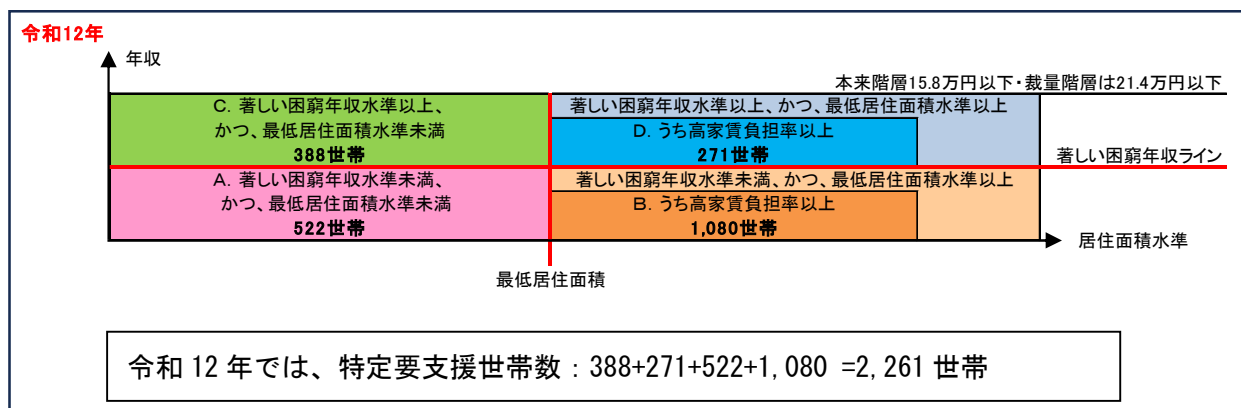 令和12年
年収
本来階層15.8万円以下・裁量階層は21.4万円以下
C. 著しい困窮年収水準以上、
かつ、最低居住面積水準未満
388世帯
著しい困窮年収水準以上、かつ、最低居住面積水準以上
D. うち高家賃負担率以上
271世帯
著しい困窮年収ライン
A. 著しい困窮年収水準未満、
かつ、最低居住面積水準未満
522世帯
著しい困窮年収水準未満、かつ、最低居住面積水準以上
B. うち高家賃負担率以上
1,080世帯
居住面積水準
最低居住面積
令和 12 年では、特定要支援世帯数：388+271+522+1,080 =2,261 世帯